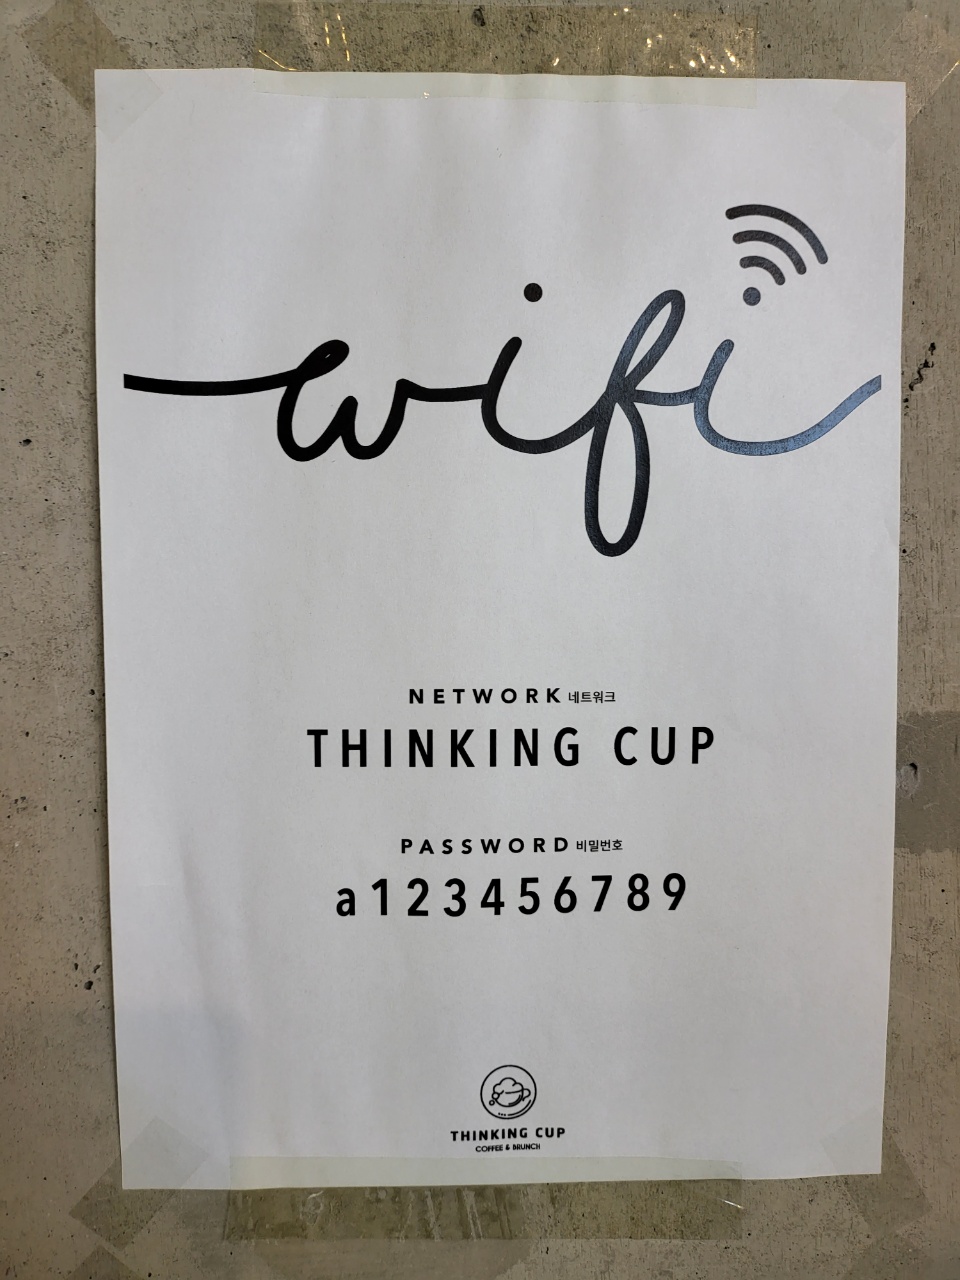 wifi
NETWORK 네트워크
THINKING CUP
PASSWORD 비밀번호
a123456789
THINKING CUP
COFFEE & BRUNCH